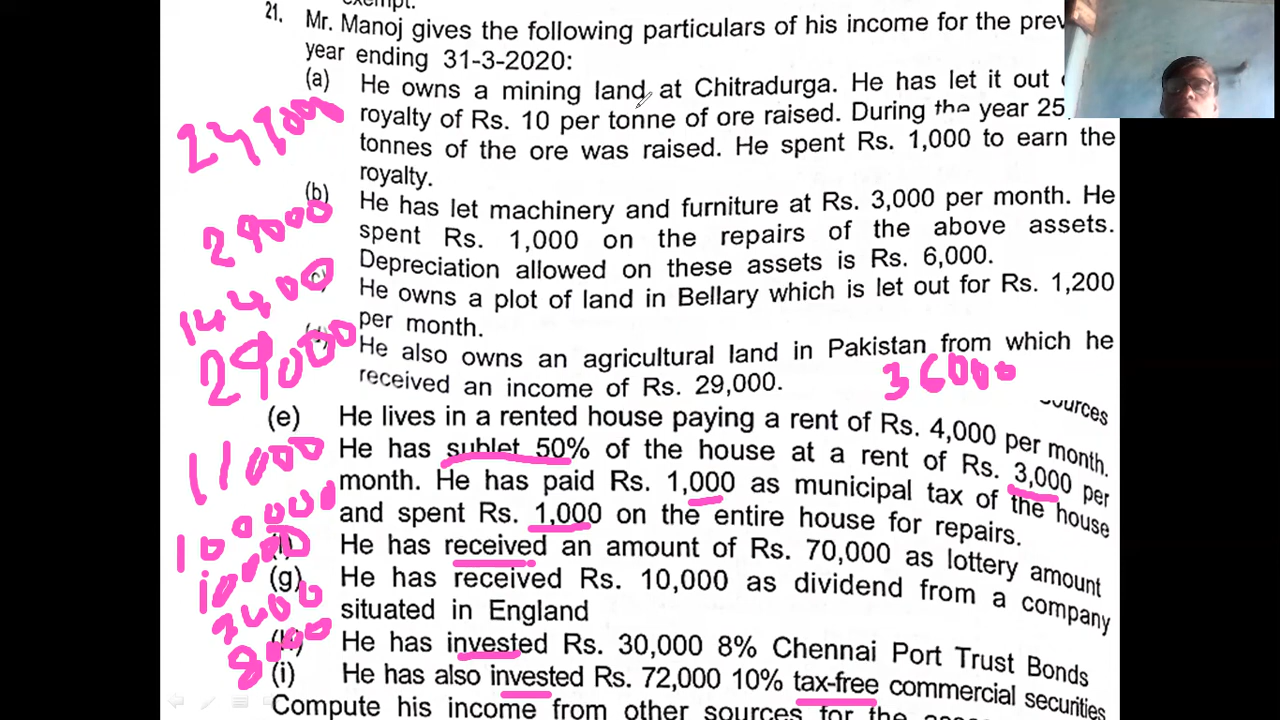 exempt.
21. Mr. Manoj gives the following particulars of his income for the prev
year ending 31-3-2020:
(a) He owns a mining land at Chitradurga. He has let it out
royalty of Rs. 10 per tonne of ore raised. During the year 25,
tonnes of the ore was raised. He spent Rs. 1,000 to earn the
royalty.
(b) He has let machinery and furniture at Rs. 3,000 per month. He
29000
spent Rs. 1,000 on the repairs of the above assets.
Depreciation allowed on these assets is Rs. 6,000.
He owns a plot of land in Bellary which is let out for Rs. 1,200
14400
per month.
He also owns an agricultural land in Pakistan from which he
29000
received an income of Rs. 29,000.
36000
sources
(e) He lives in a rented house paying a rent of Rs. 4,000 per month.
He has sublet 50% of the house at a rent of Rs. 3,000 per
11000
month. He has paid Rs. 1,000 as municipal tax of the house
and spent Rs. 1,000 on the entire house for repairs.
100000
He has received an amount of Rs. 70,000 as lottery amount
10000
(g) He has received Rs. 10,000 as dividend from a company
situated in England
2400
He has invested Rs. 30,000 8% Chennai Port Trust Bonds
8000
(i) He has also invested Rs. 72,000 10% tax-free commercial securities
Compute his income from other sources for the